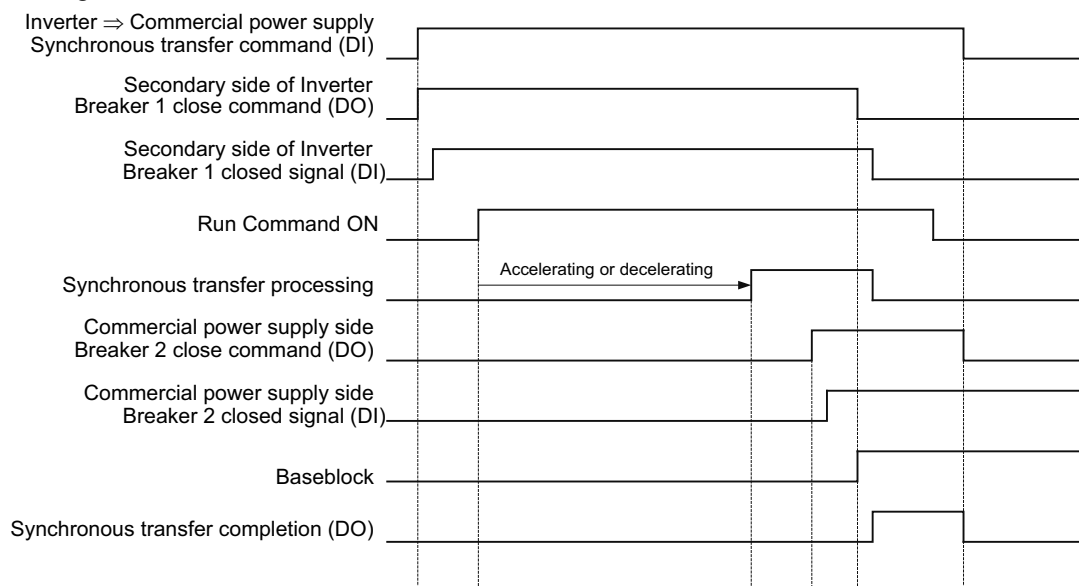 Inverter ⇒ Commercial power supply
Synchronous transfer command (DI)
Secondary side of Inverter
Breaker 1 close command (DO)
Secondary side of Inverter
Breaker 1 closed signal (DI)
Run Command ON
Accelerating or decelerating
Synchronous transfer processing
Commercial power supply side
Breaker 2 close command (DO)
Commercial power supply side
Breaker 2 closed signal (DI)
Baseblock
Synchronous transfer completion (DO)